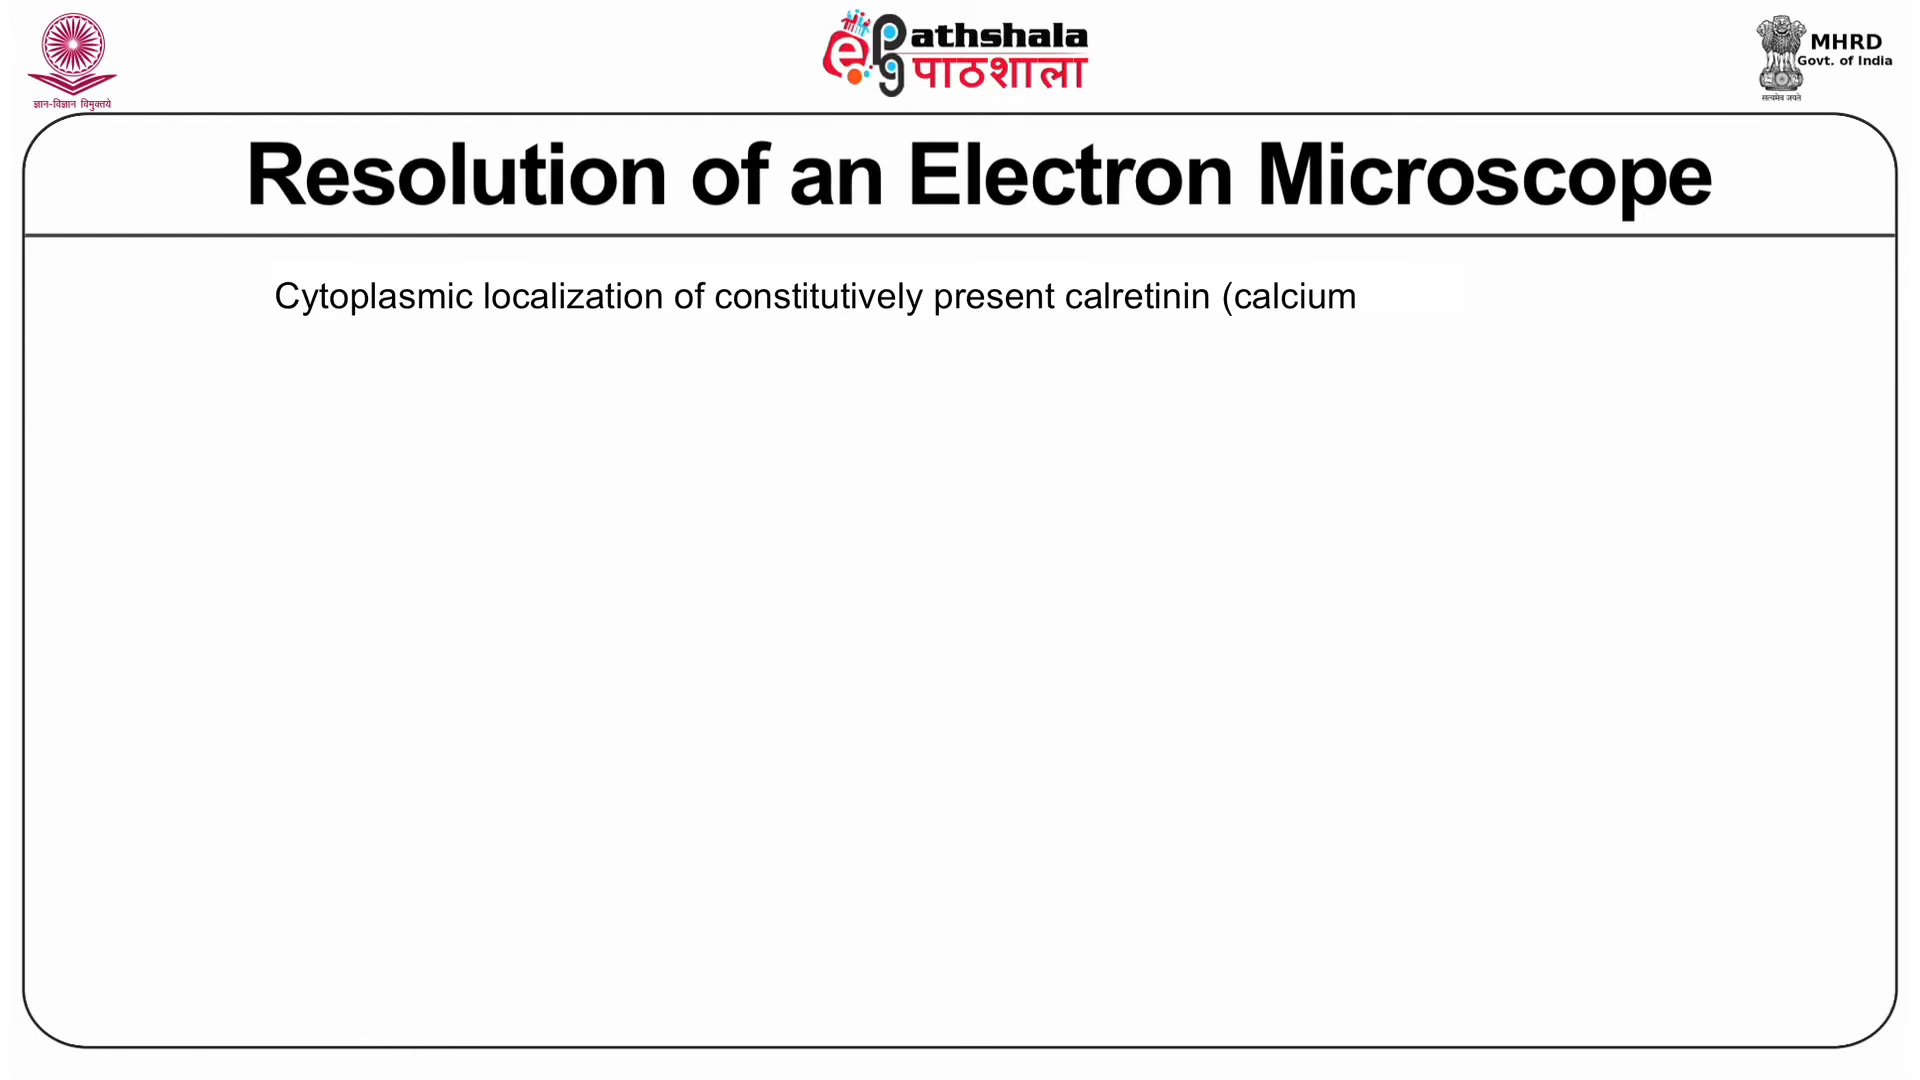 ज्ञान-विज्ञान विमुक्तये
ePG
athshala
पाठशाला
MHRD
Govt. of India
सत्यमेव जयते
Resolution of an Electron Microscope
Cytoplasmic localization of constitutively present calretinin (calcium